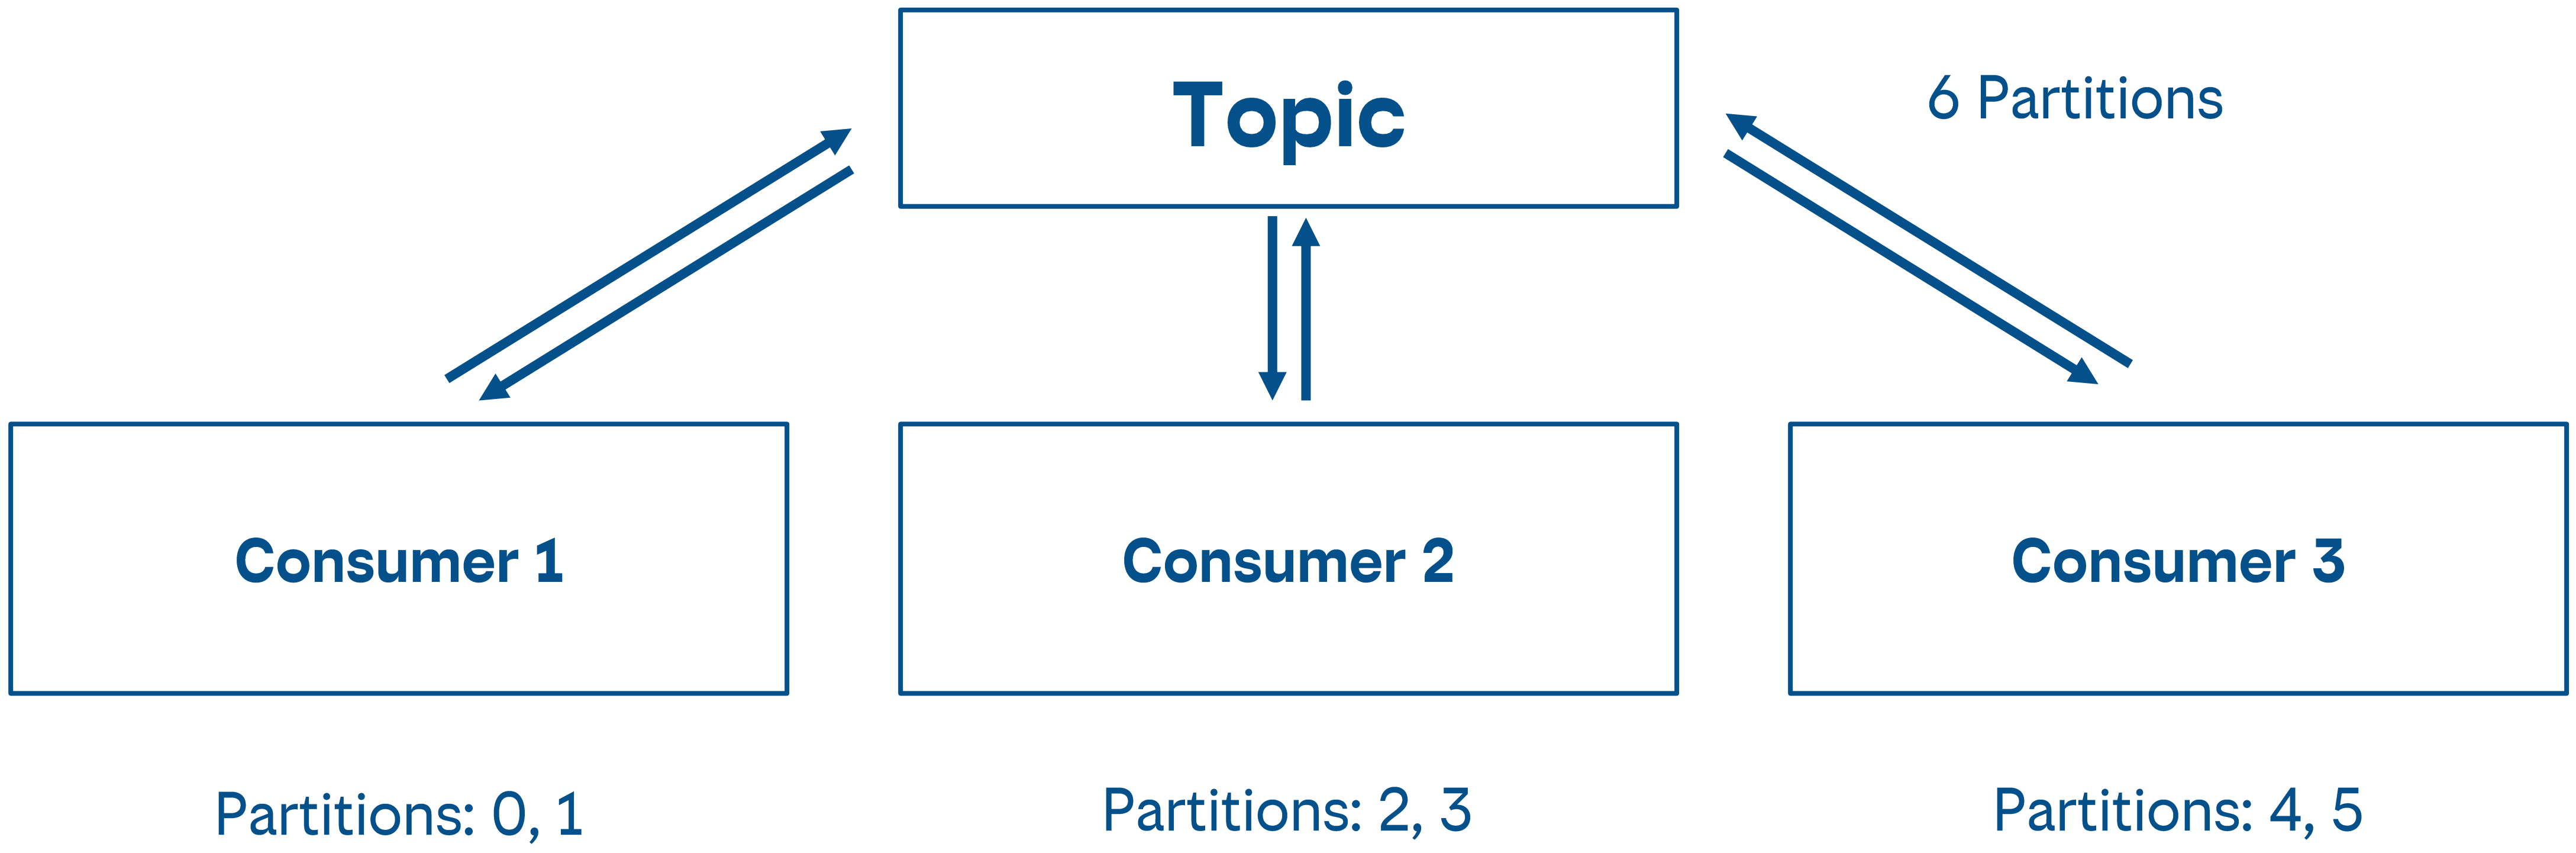 Topic
6 Partitions
Consumer 1
Consumer 2
Consumer 3
Partitions: 0, 1
Partitions: 2, 3
Partitions: 4, 5